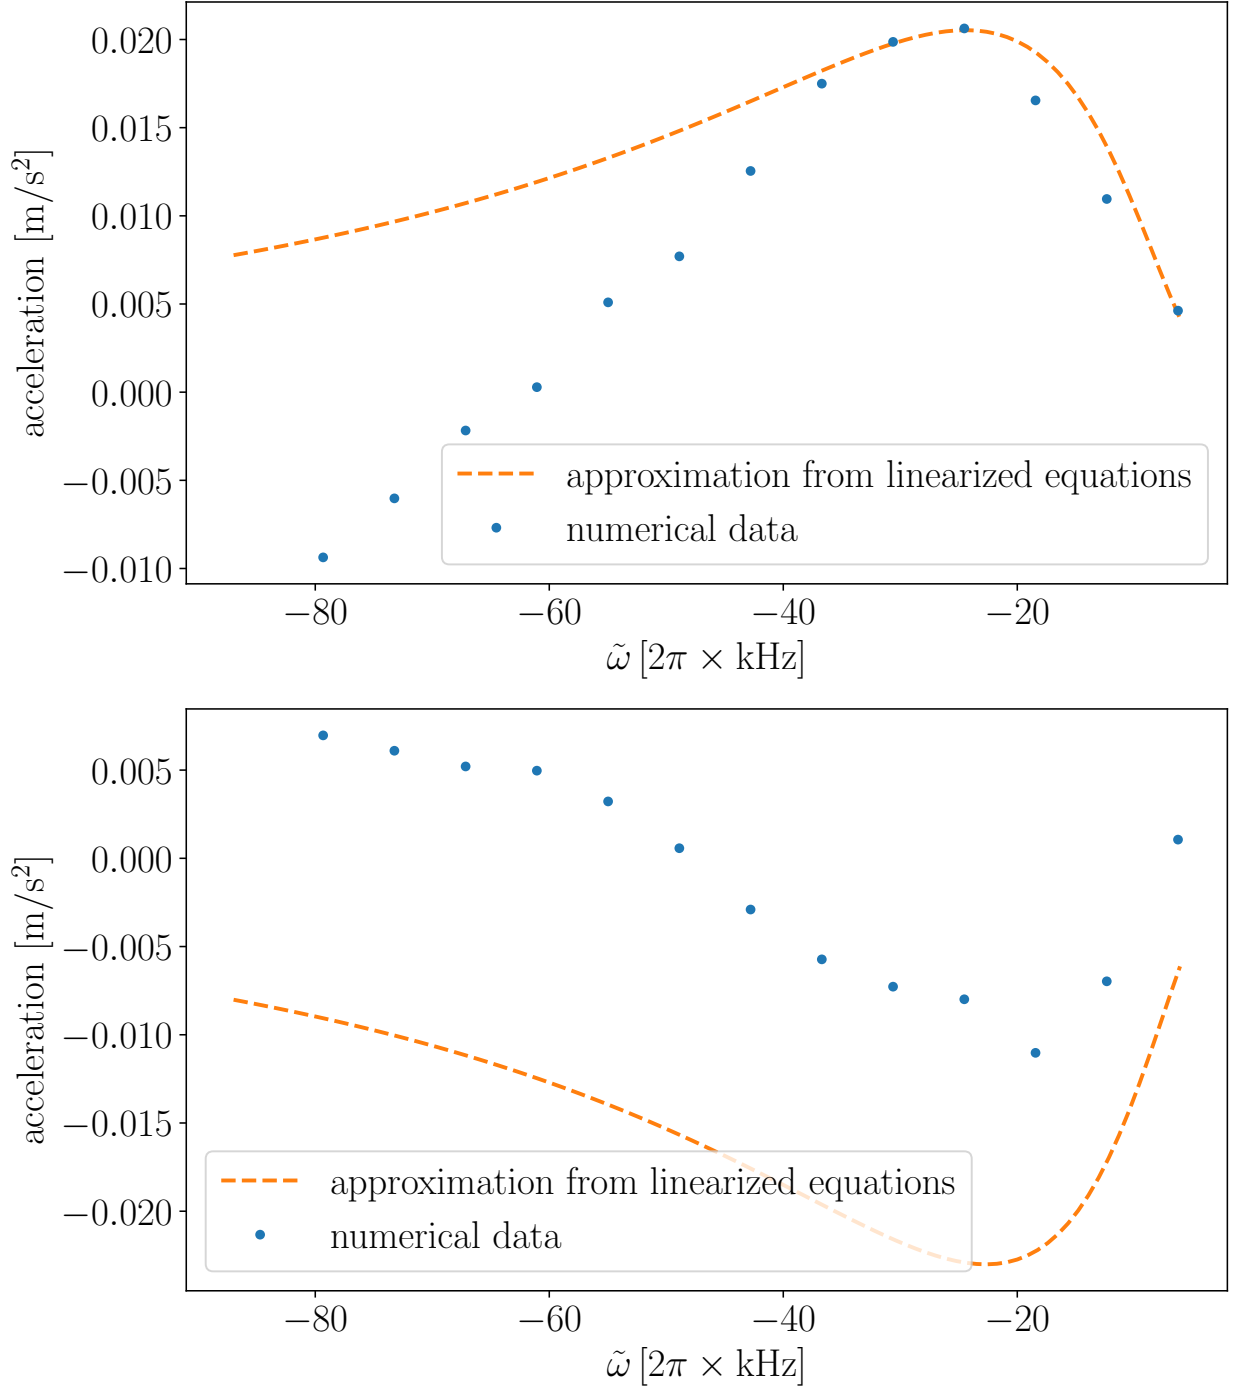 0.020
0.015
0.010
0.005
0.000
−0.005
−0.010
acceleration [m/s²]
approximation from linearized equations
numerical data
−80 −60 −40 −20
ω̃ [2π × kHz]
0.005
0.000
−0.005
−0.010
−0.015
−0.020
acceleration [m/s²]
approximation from linearized equations
numerical data
−80 −60 −40 −20
ω̃ [2π × kHz]